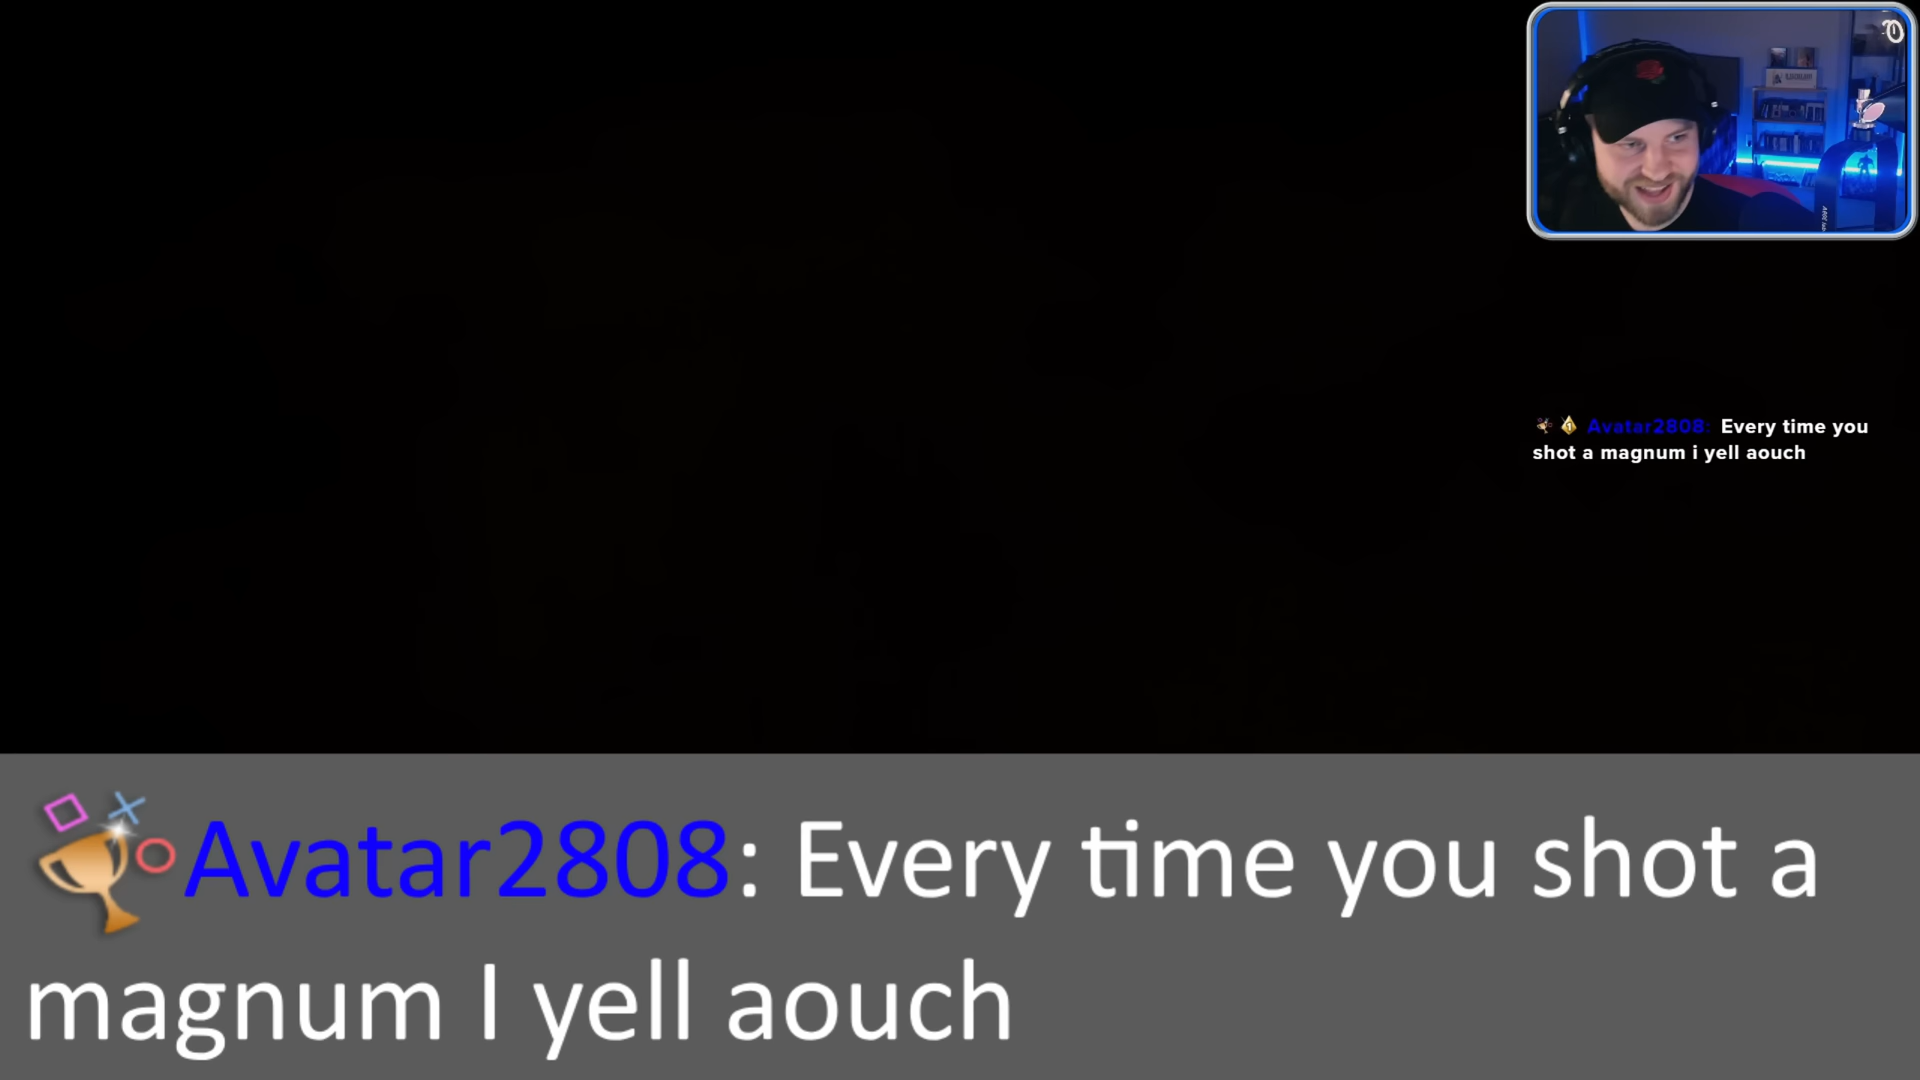 Avatar2808: Every time you
shot a magnum i yell aouch
Avatar2808: Every time you shot a
magnum I yell aouch